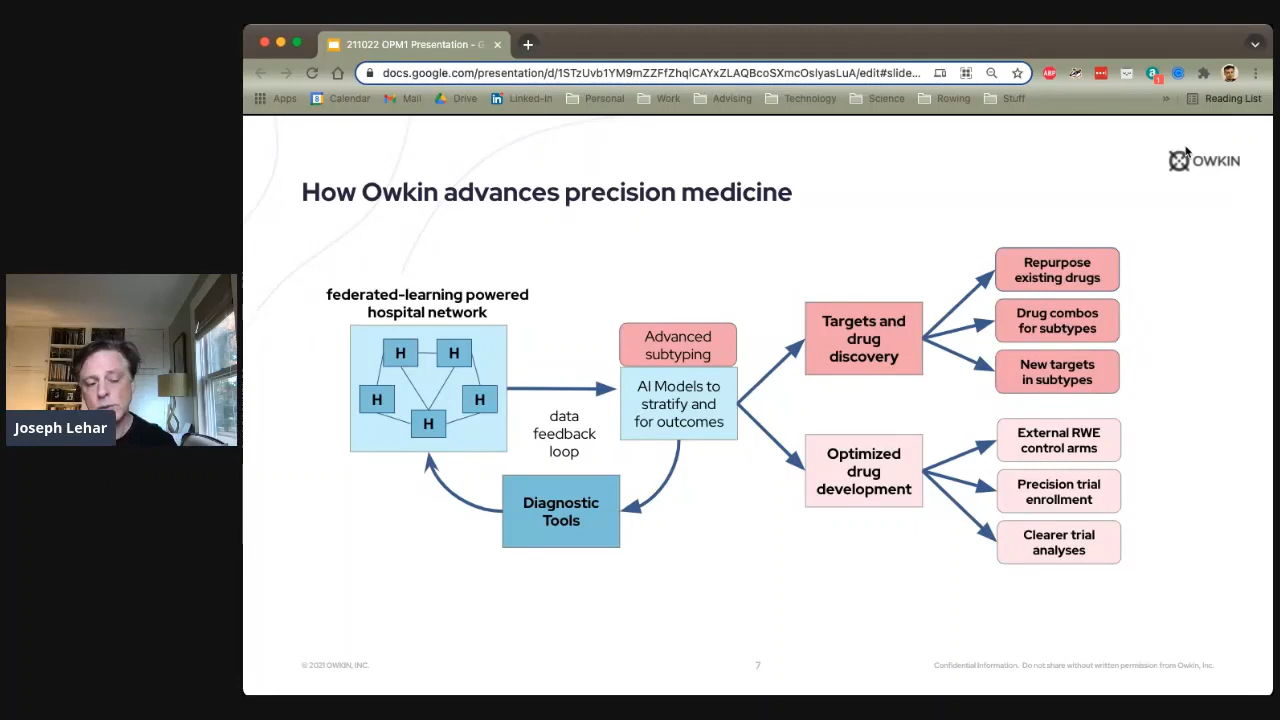 211022 OPM1 Presentation - G
docs.google.com/presentation/d/1STzUvb1YM9mZZFfZhqlCAYxZLAQBcoSXmcOslyasLuA/edit#slide...
ABP
1
Apps
8
Calendar
Mail
Drive
in
Linked-In
Personal
Work
Advising
Technology
Science
Rowing
Stuff
»
Reading List
OWKIN
How Owkin advances precision medicine
federated-learning powered
hospital network
H
H
H
H
H
data
feedback
loop
Advanced
subtyping
AI Models to
stratify and
for outcomes
Diagnostic
Tools
Targets and
drug
discovery
Repurpose
existing drugs
Drug combos
for subtypes
New targets
in subtypes
Optimized
drug
development
External RWE
control arms
Precision trial
enrollment
Clearer trial
analyses
Joseph Lehar
© 2021 OWKIN, INC.
7
Confidential Information. Do not share without written permission from Owkin, Inc.